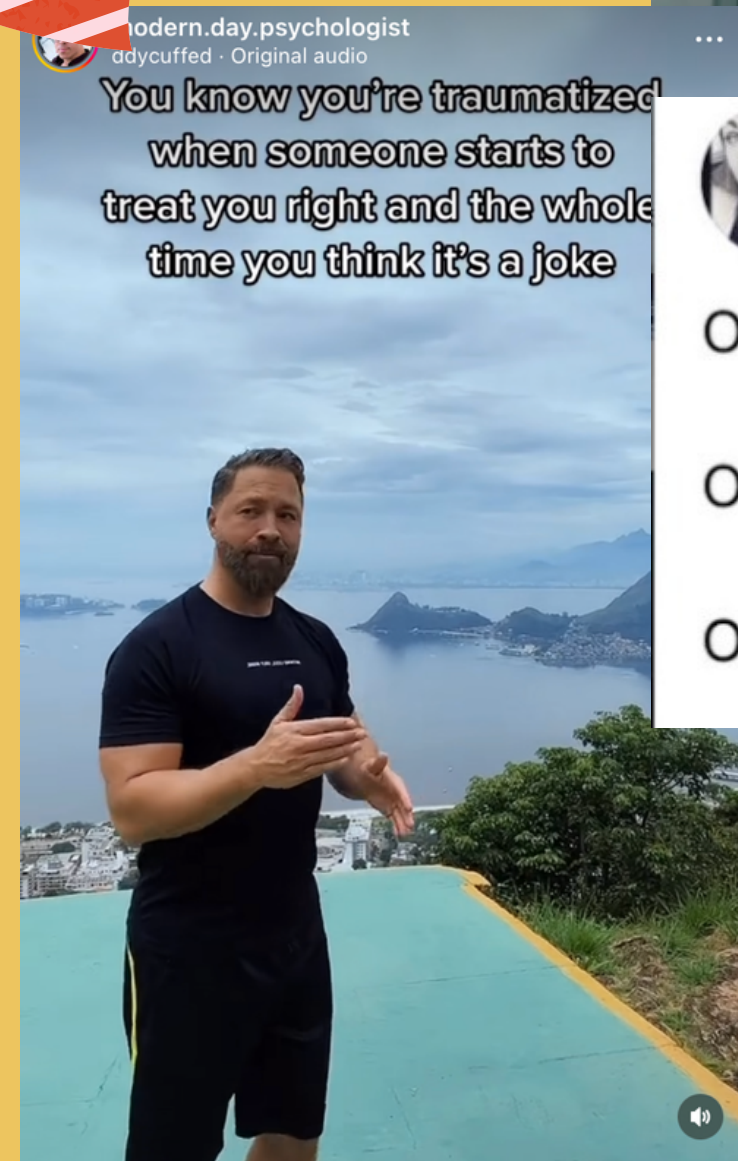 modern.day.psychologist
ddycuffed · Original audio
You know you're traumatized
when someone starts to
treat you right and the whole
time you think it's a joke
O
O
O